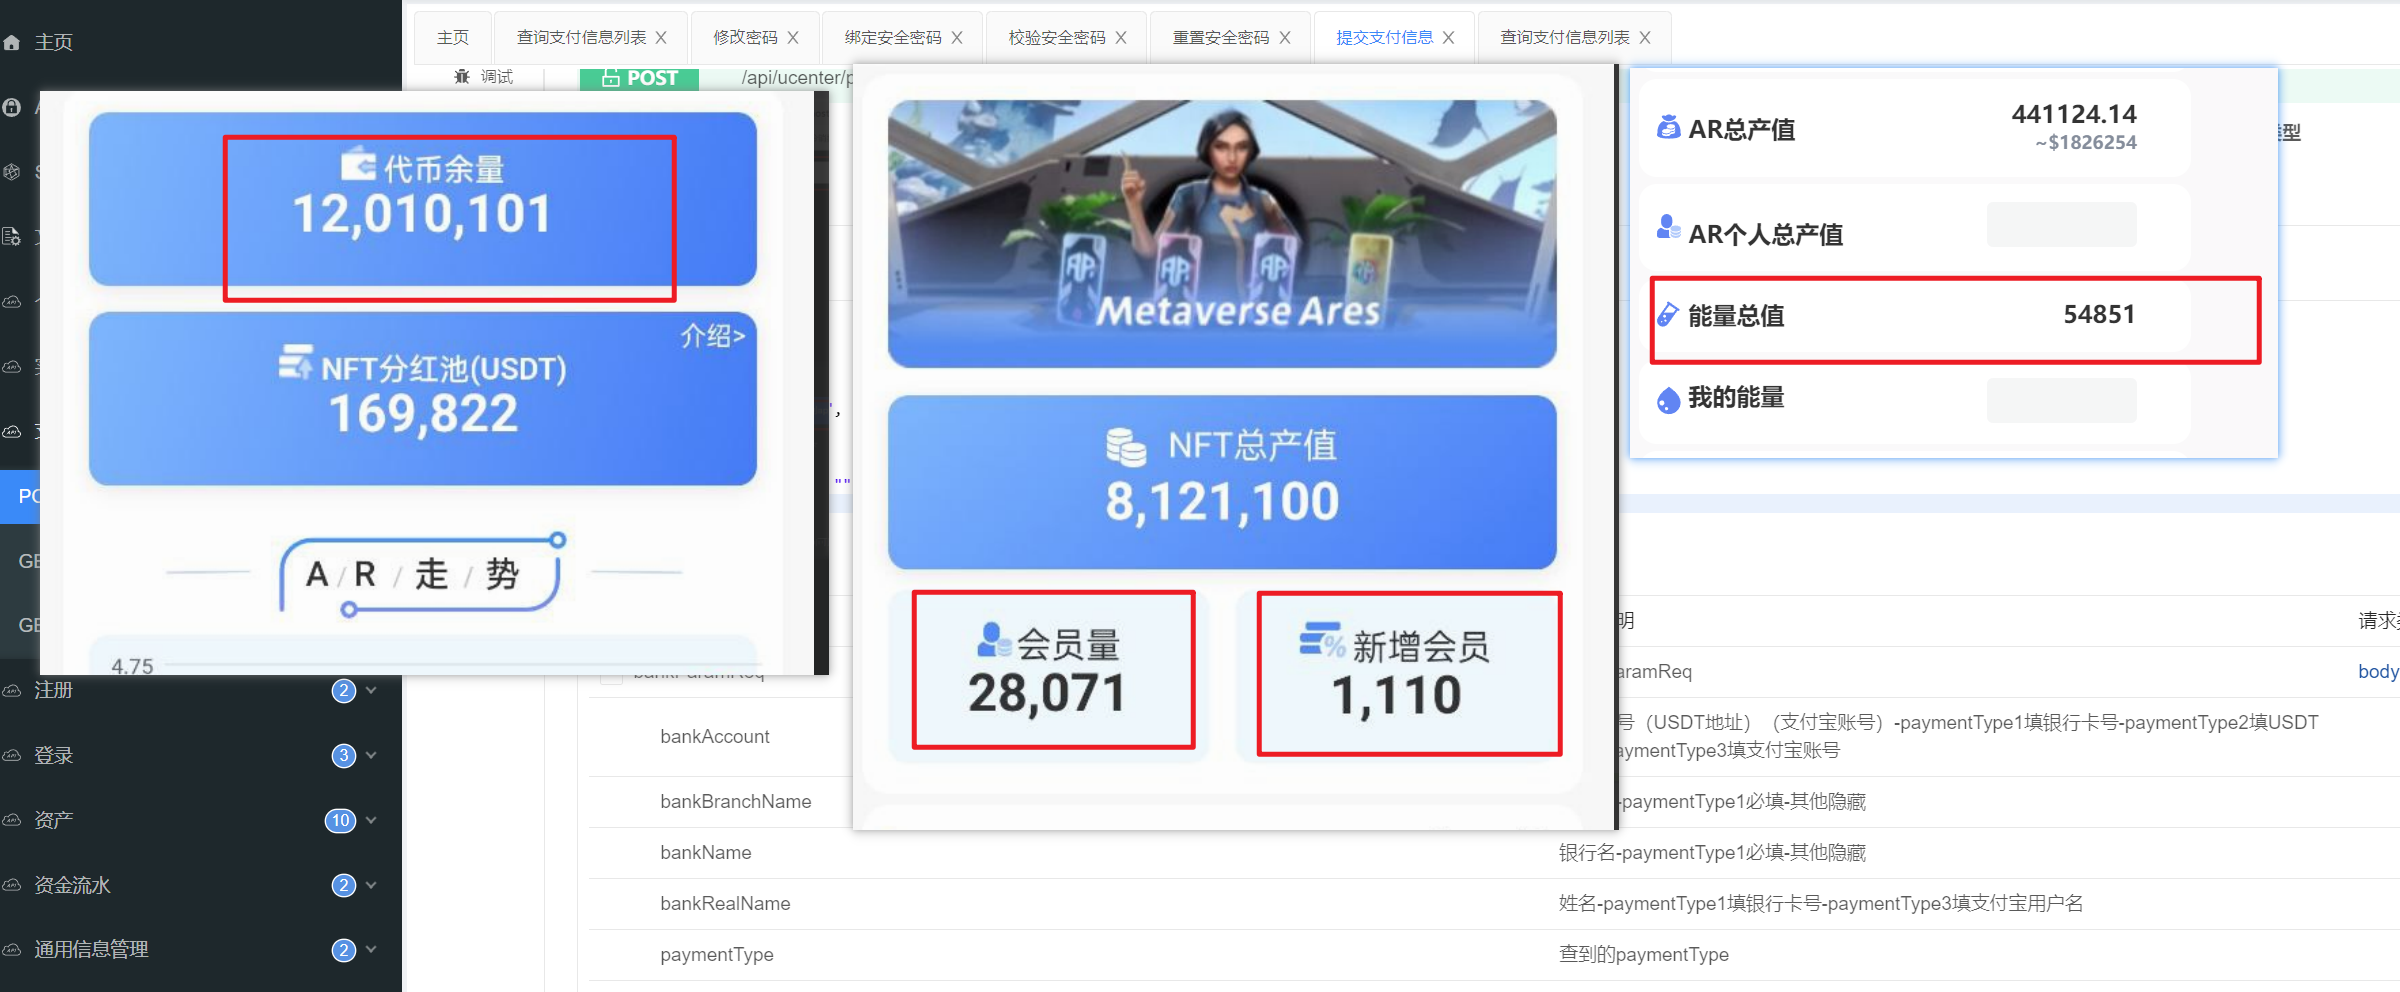 主页
主页
查询支付信息列表 X
修改密码 X
绑定安全密码 X
校验安全密码 X
重置安全密码 X
提交支付信息 X
查询支付信息列表 X
调试
POST
/api/ucenter/p
代币余量
12,010,101
介绍>
NFT分红池(USDT)
169,822
A/R/走/势
4.75
Metaverse Ares
NFT总产值
8,121,100
会员量
28,071
新增会员
1,110
AR总产值
441124.14
~$1826254
AR个人总产值
能量总值
54851
我的能量
",
""
注册 2
登录 3
资产 10
资金流水 2
通用信息管理 2
明
aramReq
body
bankAccount
号（USDT地址）（支付宝账号）-paymentType1填银行卡号-paymentType2填USDT
aymentType3填支付宝账号
bankBranchName
-paymentType1必填-其他隐藏
bankName
银行名-paymentType1必填-其他隐藏
bankRealName
姓名-paymentType1填银行卡号-paymentType3填支付宝用户名
paymentType
查到的paymentType